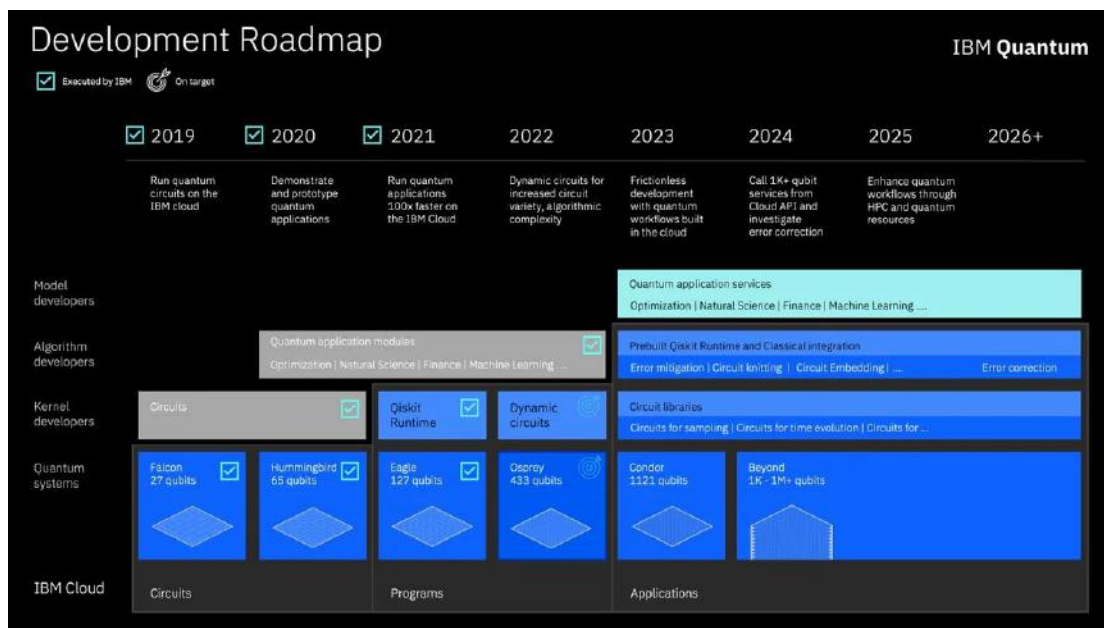 Development Roadmap
IBM Quantum
Executed by IBM
On target
2019
2020
2021
2022
2023
2024
2025
2026+
Run quantum
circuits on the
IBM cloud
Demonstrate
and prototype
quantum
applications
Run quantum
applications
100x faster on
the IBM Cloud
Dynamic circuits for
increased circuit
variety, algorithmic
complexity
Frictionless
development
with quantum
workflows built
in the cloud
Call 1K+ qubit
services from
Cloud API and
investigate
error correction
Enhance quantum
workflows through
HPC and quantum
resources
Model
developers
Quantum application services
Optimization | Natural Science | Finance | Machine Learning ....
Algorithm
developers
Quantum application modules
Optimization | Natural Science | Finance | Machine Learning ....
Prebuilt Qiskit Runtime and Classical integration
Error mitigation | Circuit knitting | Circuit Embedding | ....
Error correction
Kernel
developers
Circuits
Qiskit
Runtime
Dynamic
circuits
Circuit libraries
Circuits for sampling | Circuits for time evolution | Circuits for ...
Quantum
systems
Falcon
27 qubits
Hummingbird
65 qubits
Eagle
127 qubits
Osprey
433 qubits
Condor
1121 qubits
Beyond
1K - 1M+ qubits
IBM Cloud
Circuits
Programs
Applications